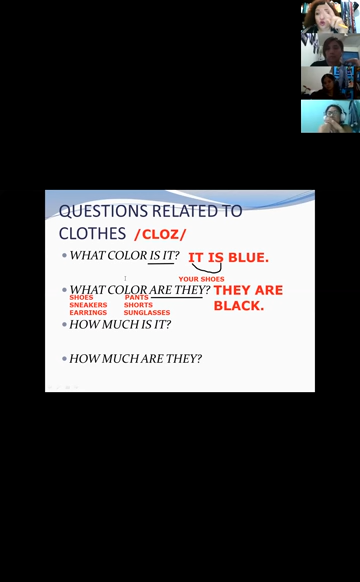 QUESTIONS RELATED TO
CLOTHES /CLOZ/
• WHAT COLOR IS IT? IT IS BLUE.
YOUR SHOES
• WHAT COLOR ARE THEY? THEY ARE
BLACK.
SHOES PANTS
SNEAKERS SHORTS
EARRINGS SUNGLASSES
• HOW MUCH IS IT?
• HOW MUCH ARE THEY?